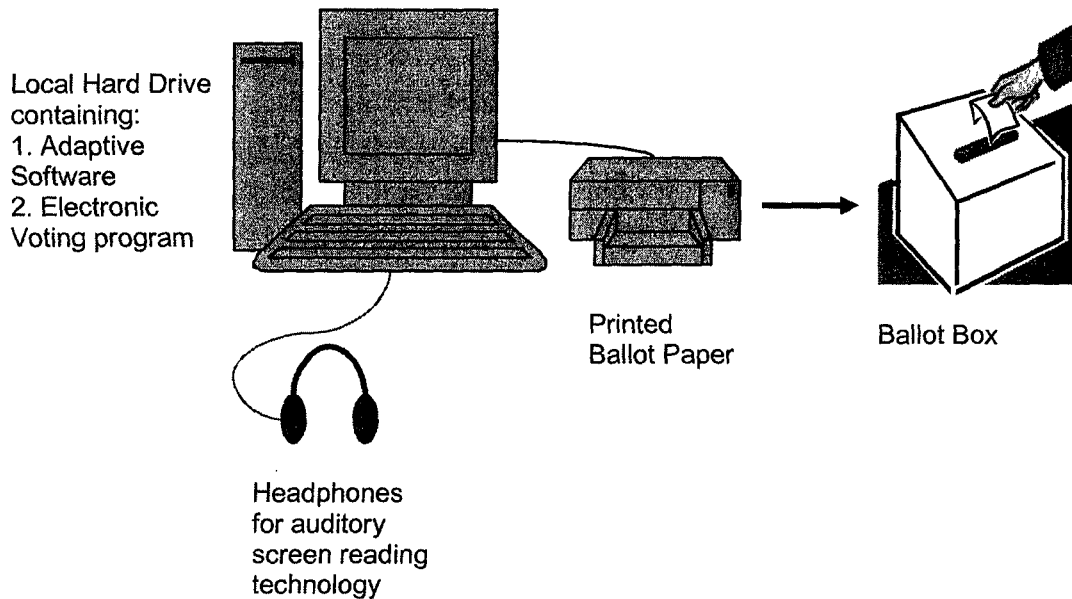 Local Hard Drive
containing:
1. Adaptive
Software
2. Electronic
Voting program
Printed
Ballot Paper
Ballot Box
Headphones
for auditory
screen reading
technology